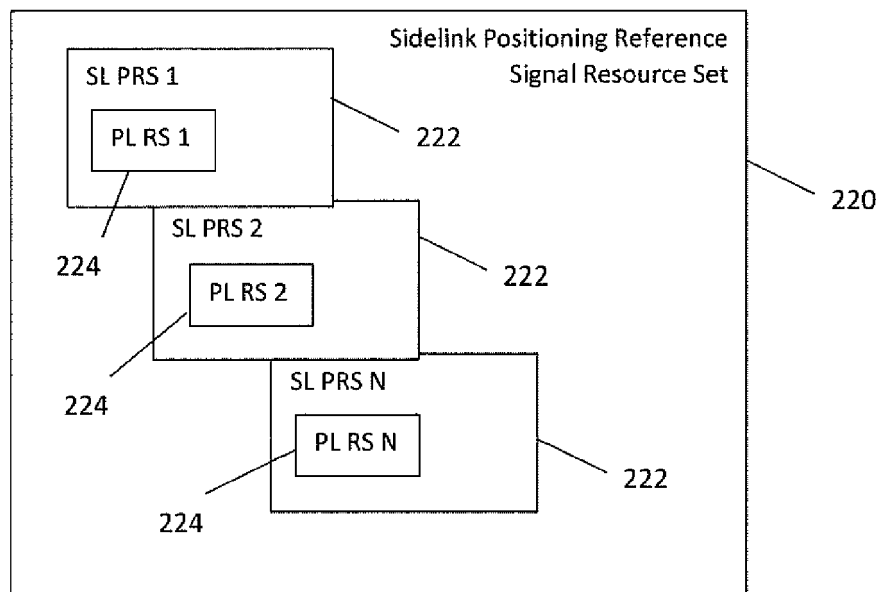 Sidelink Positioning Reference
Signal Resource Set
SL PRS 1
PL RS 1
222
220
224
SL PRS 2
PL RS 2
222
224
SL PRS N
PL RS N
222
224